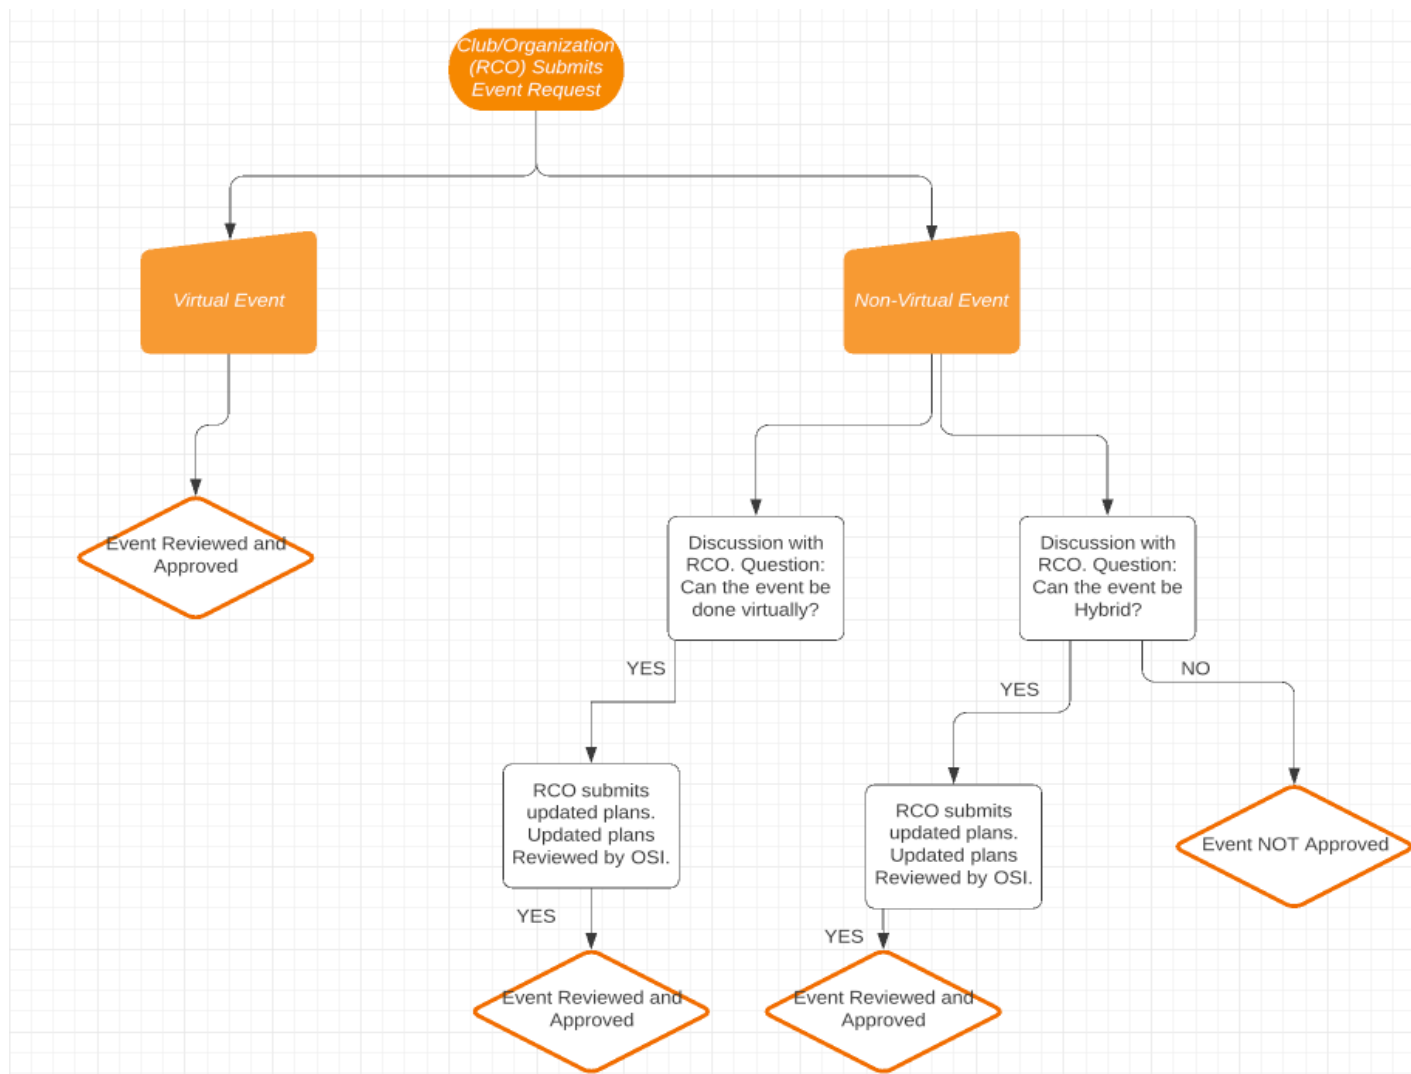 Club/Organization
(RCO) Submits
Event Request
Virtual Event
Non-Virtual Event
Event Reviewed and
Approved
Discussion with
RCO. Question:
Can the event be
done virtually?
Discussion with
RCO. Question:
Can the event be
Hybrid?
YES
YES
NO
RCO submits
updated plans.
Updated plans
Reviewed by OSI.
RCO submits
updated plans.
Updated plans
Reviewed by OSI.
Event NOT Approved
YES
YES
Event Reviewed and
Approved
Event Reviewed and
Approved